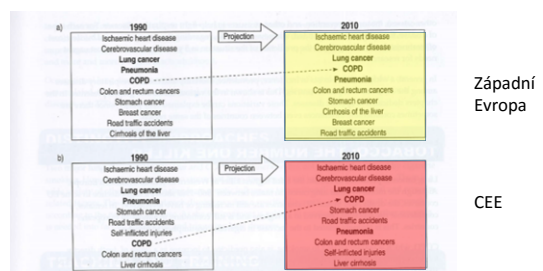 a)
1990
Ischaemic heart disease
Cerebrovascular disease
Lung cancer
Pneumonia
COPD
Colon and rectum cancers
Stomach cancer
Breast cancer
Road traffic accidents
Cirrhosis of the liver
Projection
2010
Ischaemic heart disease
Cerebrovascular disease
Lung cancer
COPD
Pneumonia
Colon and rectum cancers
Stomach cancer
Cirrhosis of the liver
Breast cancer
Road traffic accidents
Západní
Evropa
b)
1990
Ischaemic heart disease
Cerebrovascular disease
Lung cancer
Pneumonia
Stomach cancer
Road traffic accidents
Self-inflicted injuries
COPD
Colon and rectum cancers
Liver cirrhosis
Projection
2010
Ischaemic heart disease
Cerebrovascular disease
Lung cancer
COPD
Stomach cancer
Road traffic accidents
Pneumonia
Colon and rectum cancers
Self-inflicted injuries
Liver cirrhosis
CEE